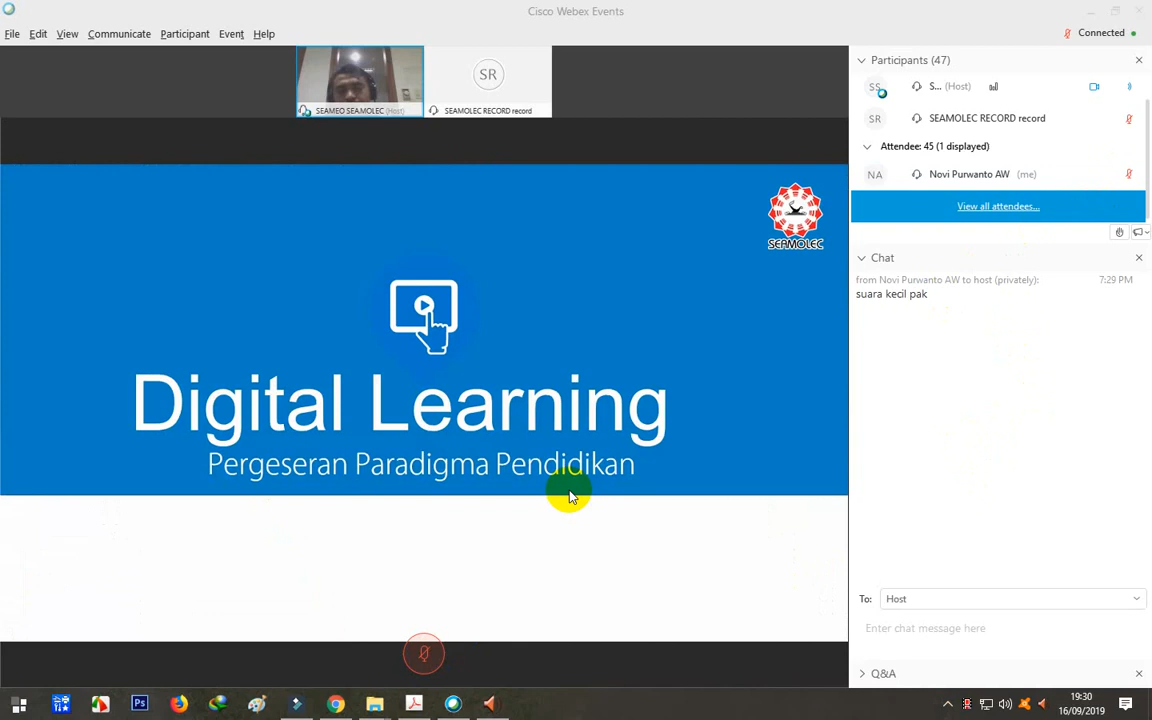 Cisco Webex Events
File Edit View Communicate Participant Event Help
Connected
SR
SEAMEO SEAMOLEC (Host)
SEAMOLEC RECORD record
SEAMOLEC
Digital Learning
Pergeseran Paradigma Pendidikan
Participants (47)
SS S... (Host)
SR SEAMOLEC RECORD record
Attendee: 45 (1 displayed)
NA Novi Purwanto AW (me)
View all attendees...
Chat
from Novi Purwanto AW to host (privately): 7:29 PM
suara kecil pak
To: Host
Enter chat message here
Q&A
Ps
19:30
16/09/2019